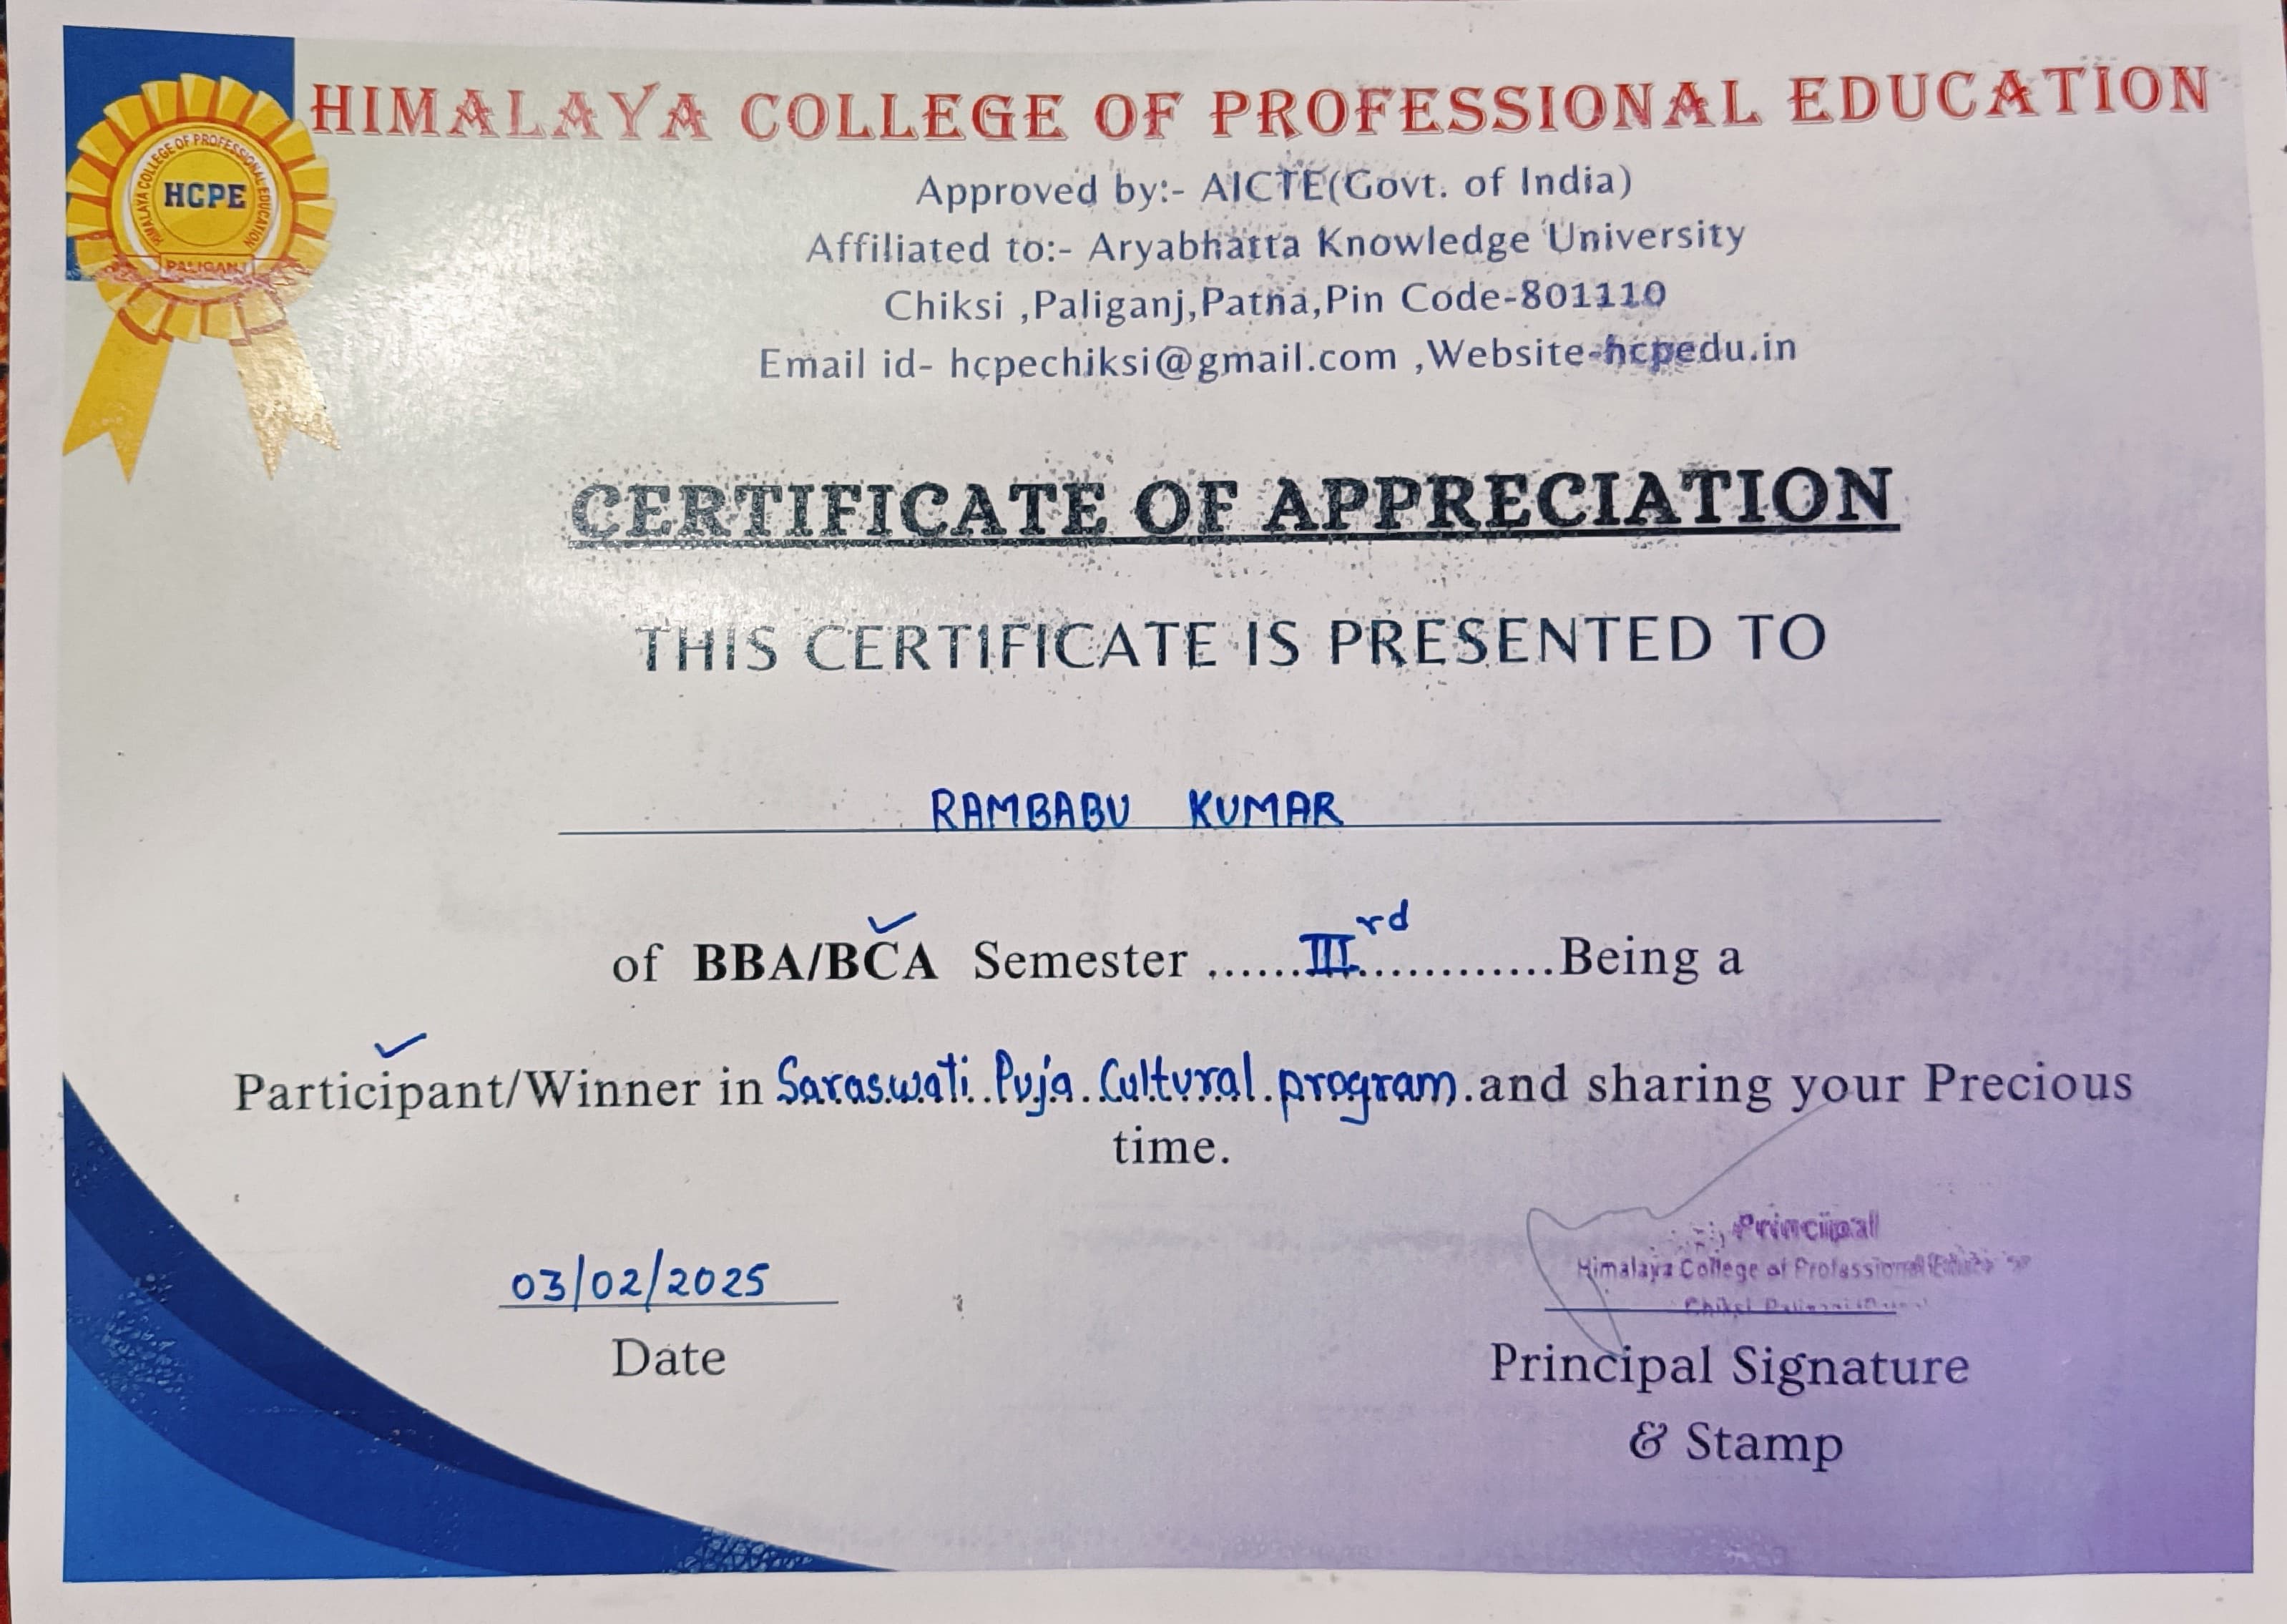 HIMALAYA COLLEGE OF PROFESSIONAL EDUCATION
HIMALAYA COLLEGE OF PROFESSIONAL EDUCATION
HCPE
PALIGANJ
Approved by:- AICTE(Govt. of India)
Affiliated to:- Aryabhatta Knowledge University
Chiksi ,Paliganj,Patna,Pin Code-801110
Email id- hcpechiksi@gmail.com ,Website-hcpedu.in
CERTIFICATE OF APPRECIATION
THIS CERTIFICATE IS PRESENTED TO
RAMBABU KUMAR
of BBA/BCA Semester ......IIIrd.............Being a
Participant/Winner in Saraswati Puja Cultural program and sharing your Precious
time.
Principal
Himalaya College of Professional
Chiksi Paliganj
03/02/2025
Date
Principal Signature
& Stamp